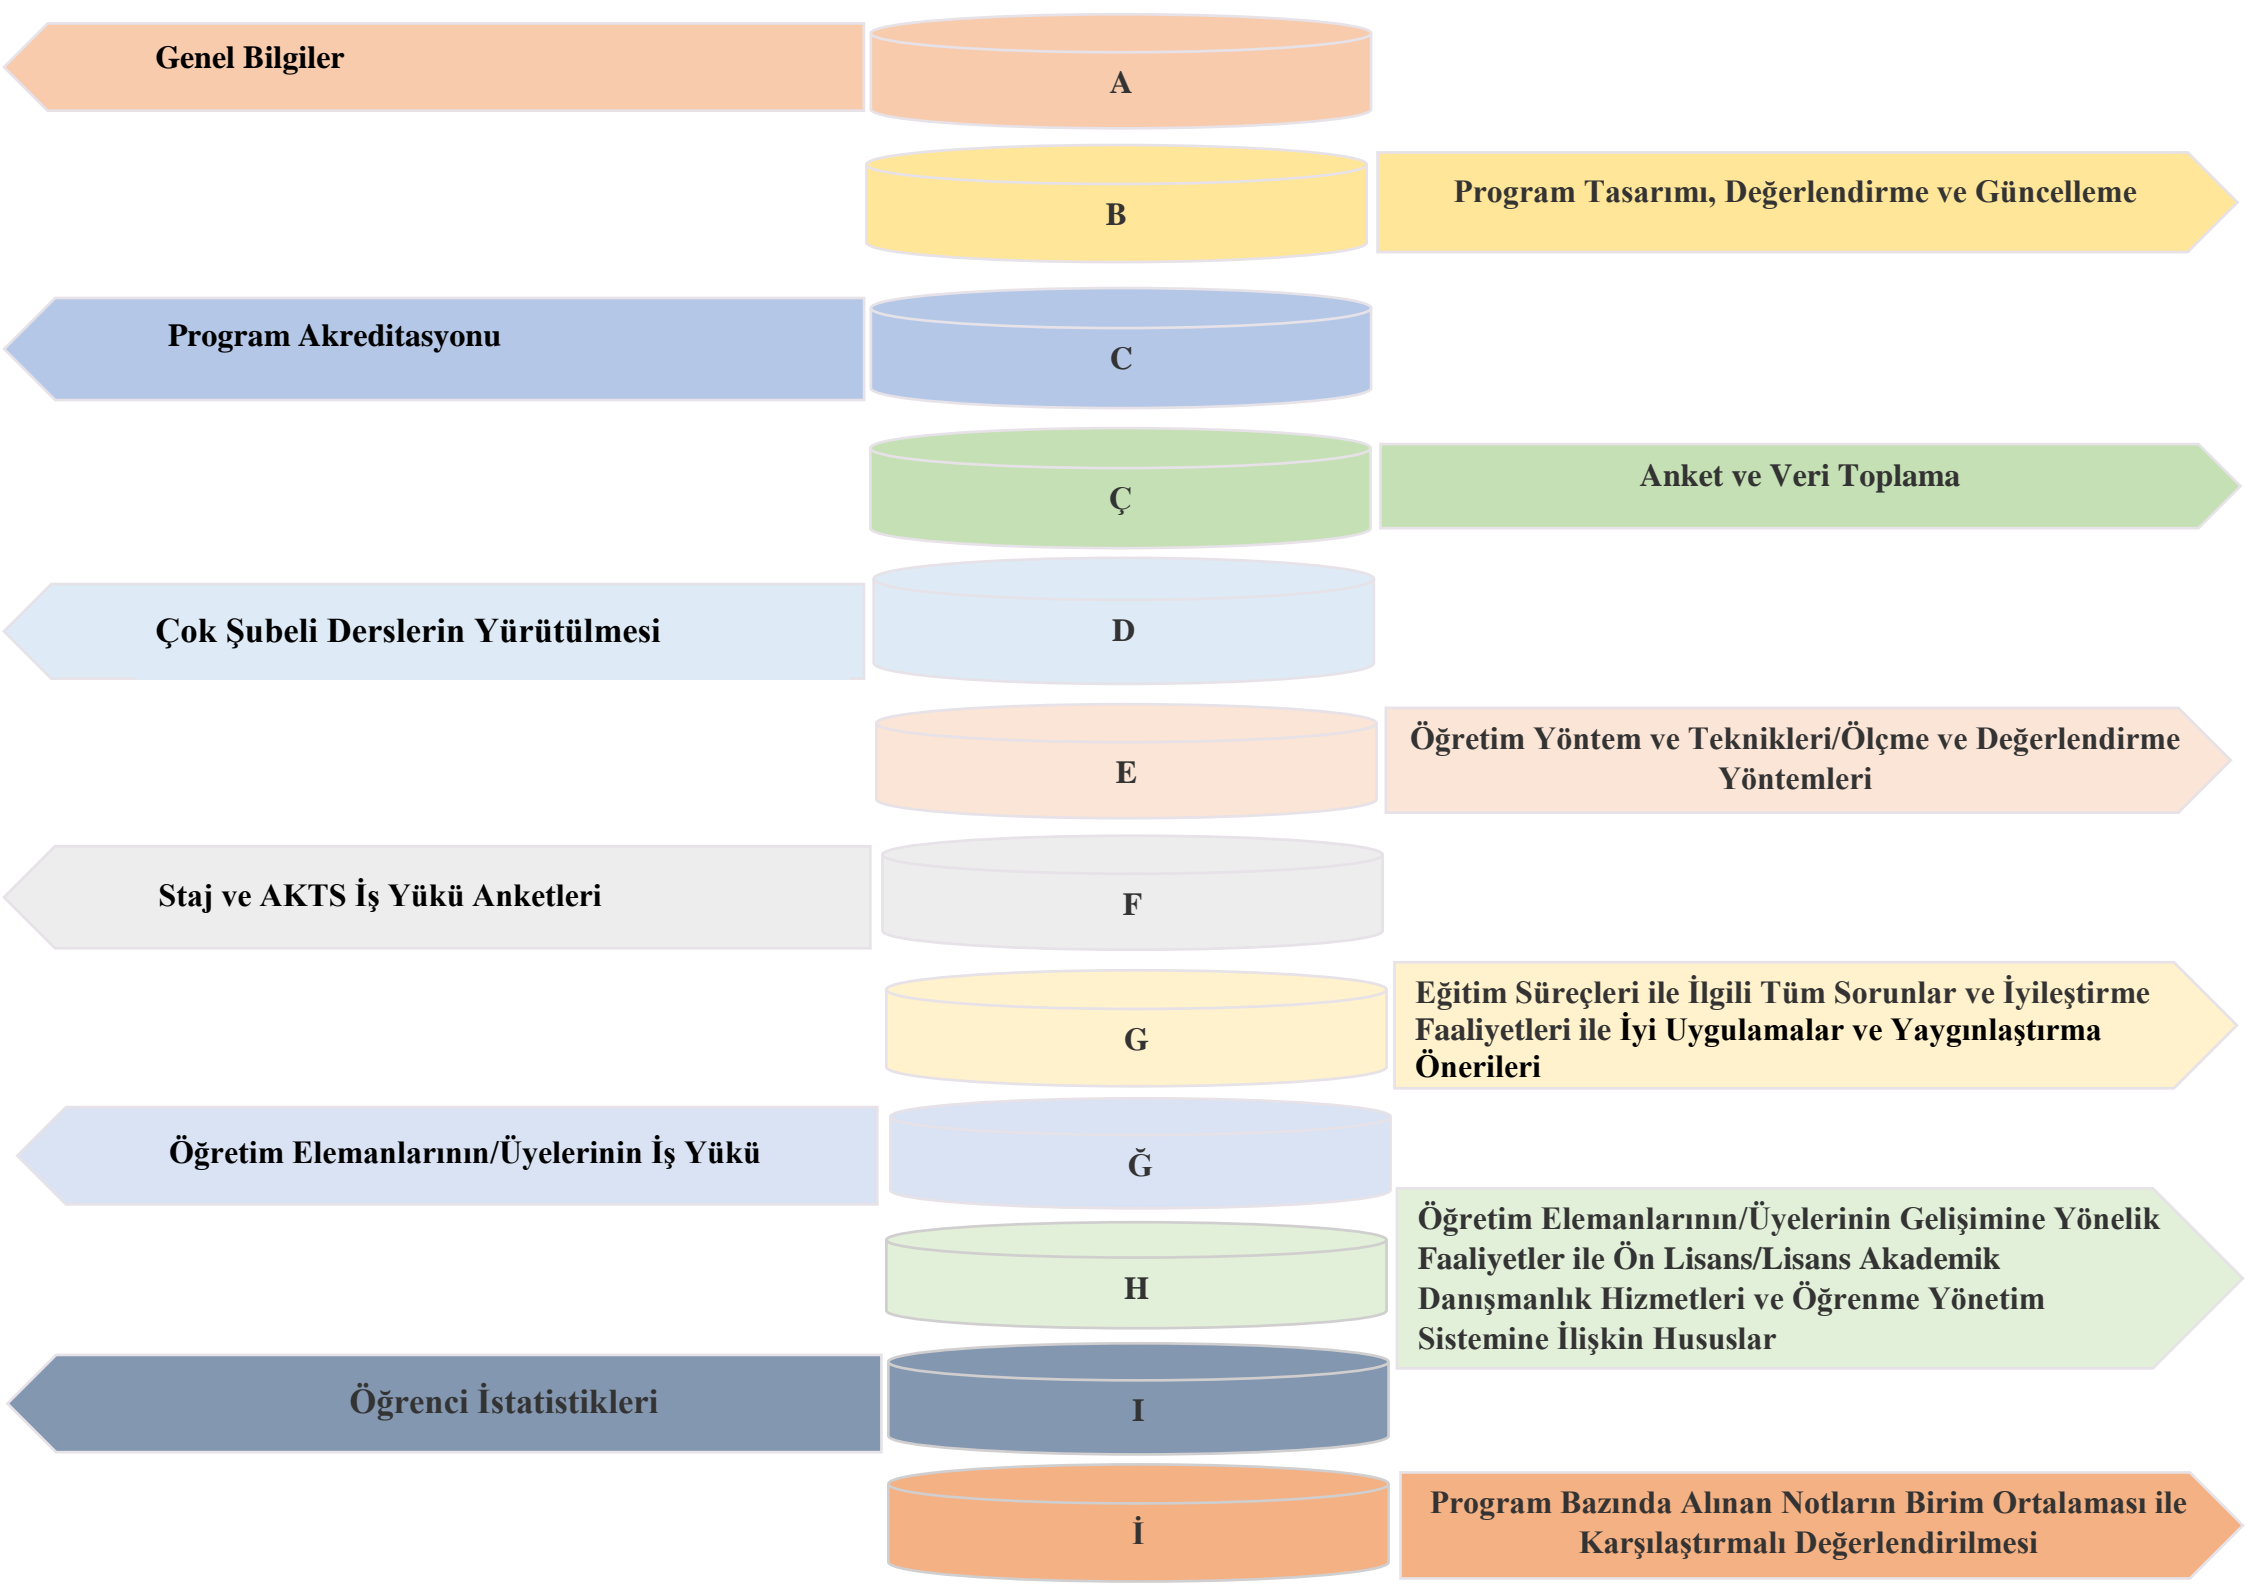 Genel Bilgiler
A
B
Program Tasarımı, Değerlendirme ve Güncelleme
Program Akreditasyonu
C
Ç
Anket ve Veri Toplama
Çok Şubeli Derslerin Yürütülmesi
D
E
Öğretim Yöntem ve Teknikleri/Ölçme ve Değerlendirme
Yöntemleri
Staj ve AKTS İş Yükü Anketleri
F
G
Eğitim Süreçleri ile İlgili Tüm Sorunlar ve İyileştirme
Faaliyetleri ile İyi Uygulamalar ve Yaygınlaştırma
Önerileri
Öğretim Elemanlarının/Üyelerinin İş Yükü
Ğ
H
Öğretim Elemanlarının/Üyelerinin Gelişimine Yönelik
Faaliyetler ile Ön Lisans/Lisans Akademik
Danışmanlık Hizmetleri ve Öğrenme Yönetim
Sistemine İlişkin Hususlar
Öğrenci İstatistikleri
I
İ
Program Bazında Alınan Notların Birim Ortalaması ile
Karşılaştırmalı Değerlendirilmesi